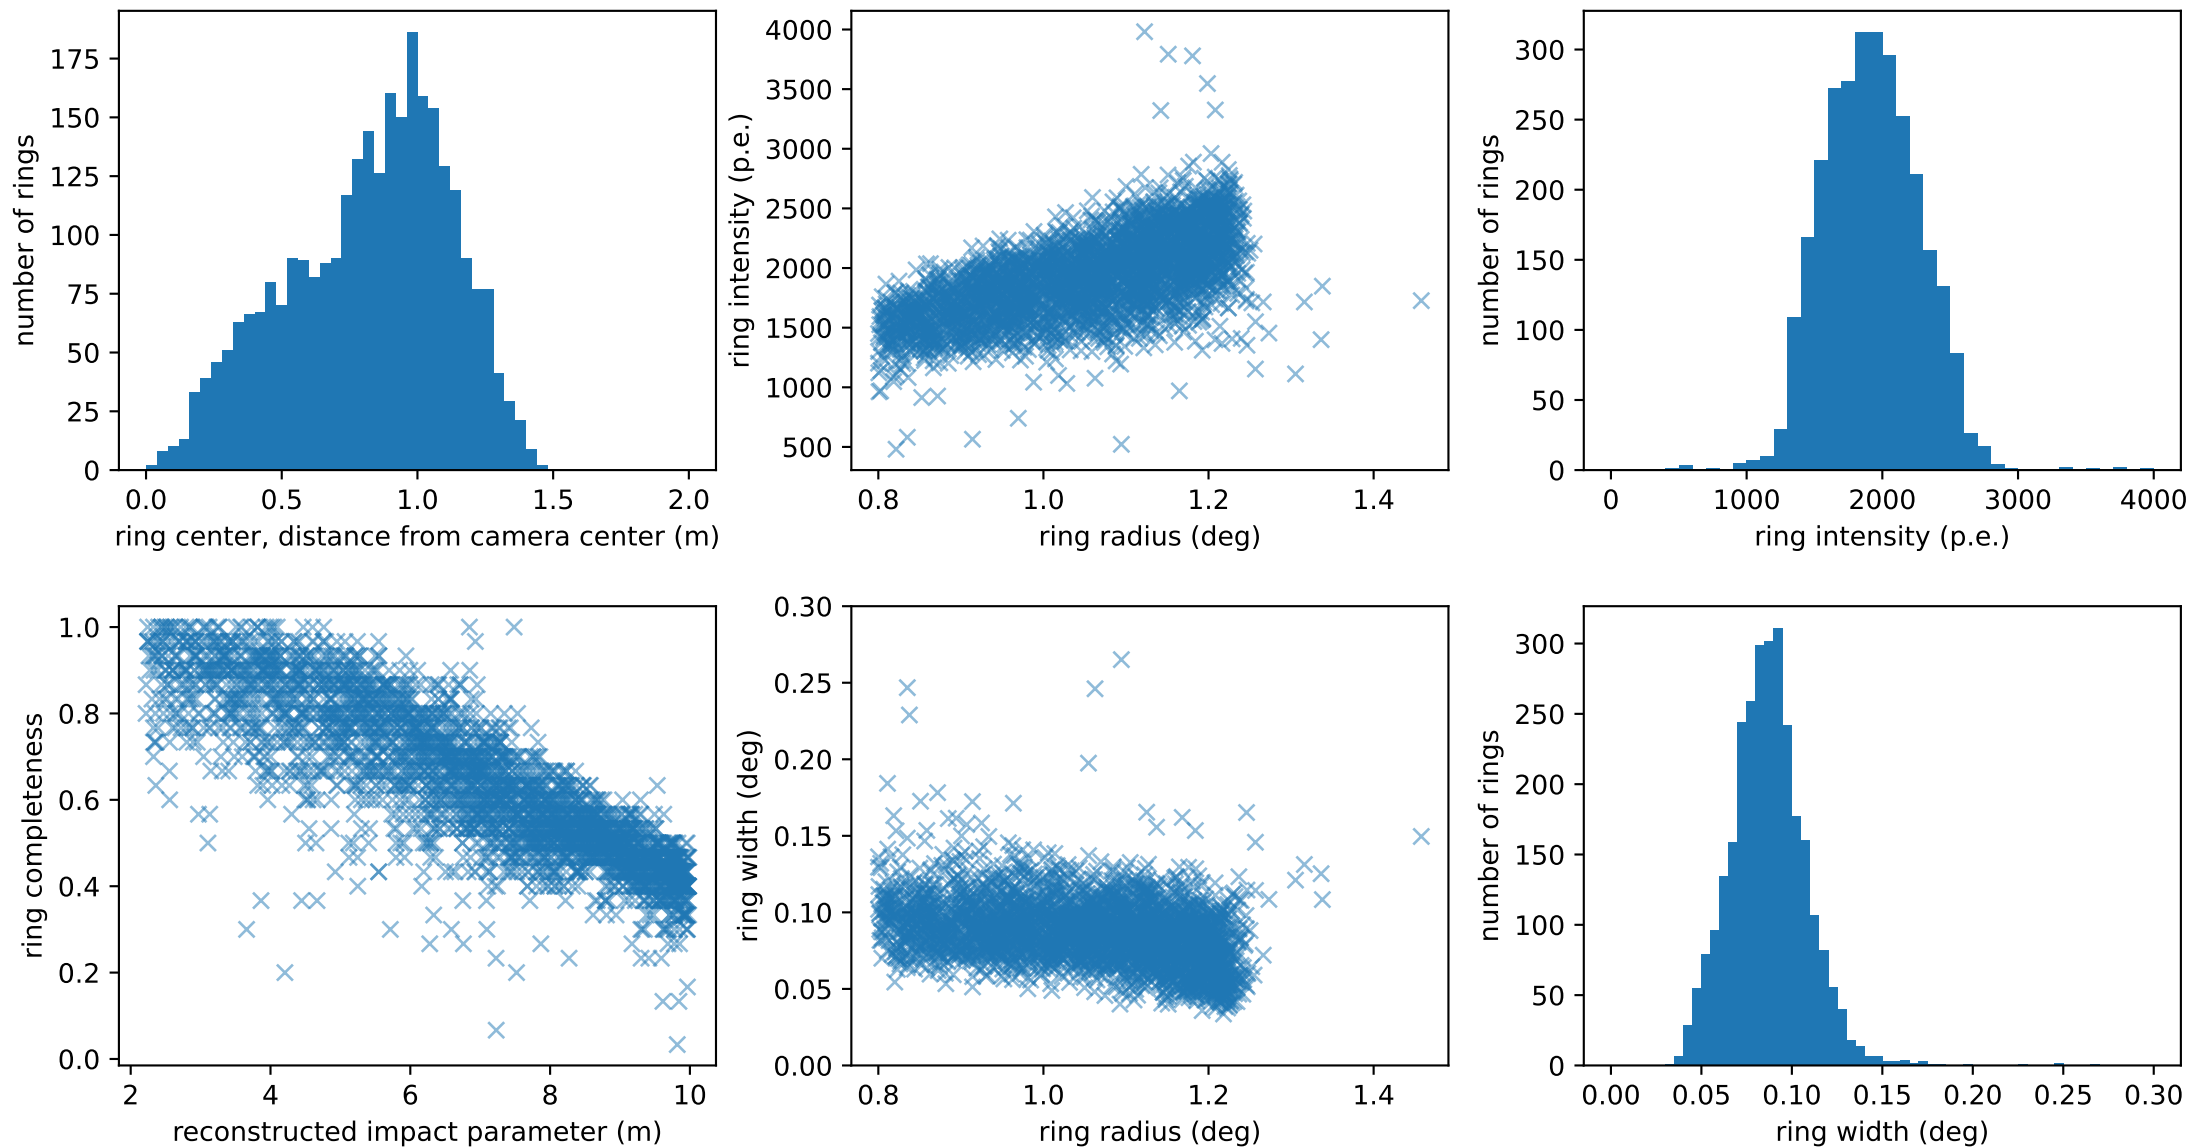 number of rings
175
150
125
100
75
50
25
0
0.0 0.5 1.0 1.5 2.0
ring center, distance from camera center (m)
ring intensity (p.e.)
4000
3500
3000
2500
2000
1500
1000
500
0.8 1.0 1.2 1.4
ring radius (deg)
number of rings
300
250
200
150
100
50
0
0 1000 2000 3000 4000
ring intensity (p.e.)
ring completeness
1.0
0.8
0.6
0.4
0.2
0.0
2 4 6 8 10
reconstructed impact parameter (m)
ring width (deg)
0.30
0.25
0.20
0.15
0.10
0.05
0.00
0.8 1.0 1.2 1.4
ring radius (deg)
number of rings
300
250
200
150
100
50
0
0.00 0.05 0.10 0.15 0.20 0.25 0.30
ring width (deg)